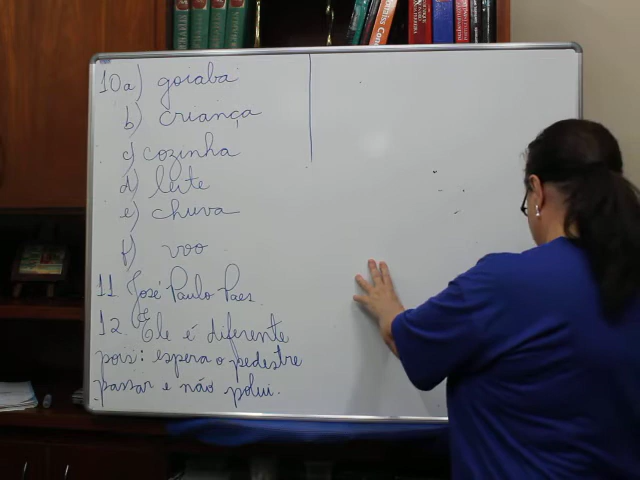 10 a) goiaba
b) criança
c) cozinha
d) leite
e) chuva
f) voo
11 José Paulo Paes.
12. Ele é diferente
pois: espera o pedestre
passar e não polui.